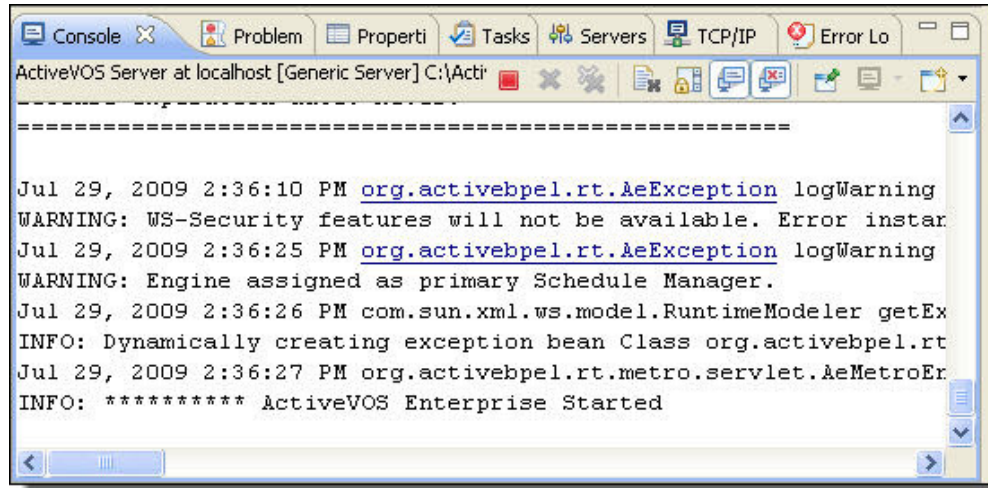 Console Problem Properti Tasks Servers TCP/IP Error Lo
ActiveVOS Server at localhost [Generic Server] C:\Acti
=======================================================
Jul 29, 2009 2:36:10 PM org.activebpel.rt.AeException logWarning
WARNING: WS-Security features will not be available. Error instan
Jul 29, 2009 2:36:25 PM org.activebpel.rt.AeException logWarning
WARNING: Engine assigned as primary Schedule Manager.
Jul 29, 2009 2:36:26 PM com.sun.xml.ws.model.RuntimeModeler getEx
INFO: Dynamically creating exception bean Class org.activebpel.rt
Jul 29, 2009 2:36:27 PM org.activebpel.rt.metro.servlet.AeMetroEn
INFO: ********** ActiveVOS Enterprise Started